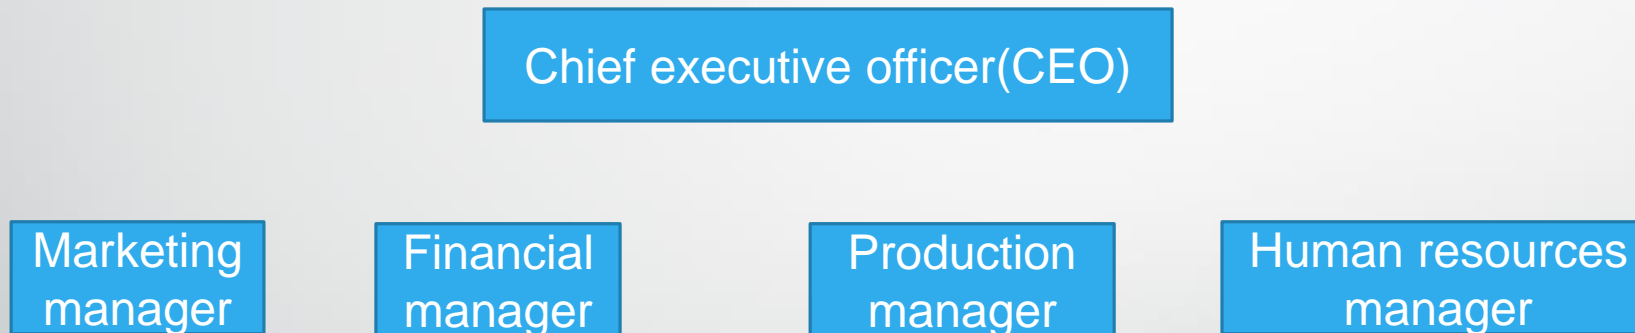 Chief executive officer(CEO)
Marketing
manager
Financial
manager
Production
manager
Human resources
manager